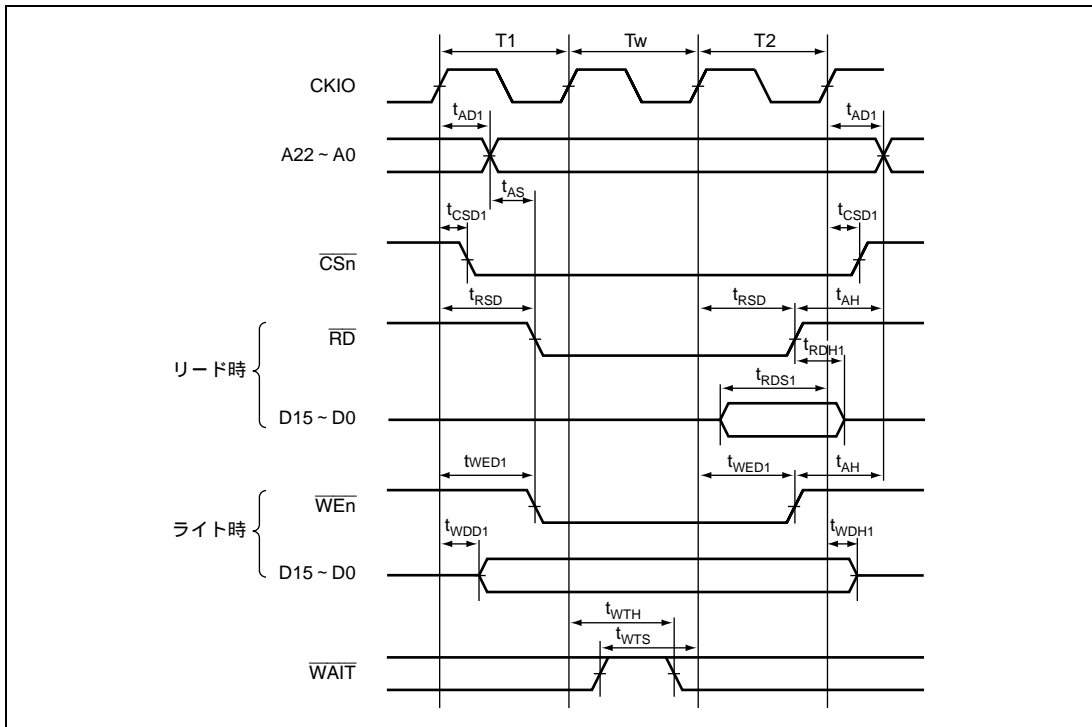 T1 Tw T2
CKIO
tAD1 tAD1
A22 ~ A0
tAS
tCSD1 tCSD1
CSn
tRSD tRSD tAH
RD
tRDH1
リード時
tRDS1
D15 ~ D0
tWED1 tWED1 tAH
WEn
ライト時
tWDD1 tWDH1
D15 ~ D0
tWTH
tWTS
WAIT